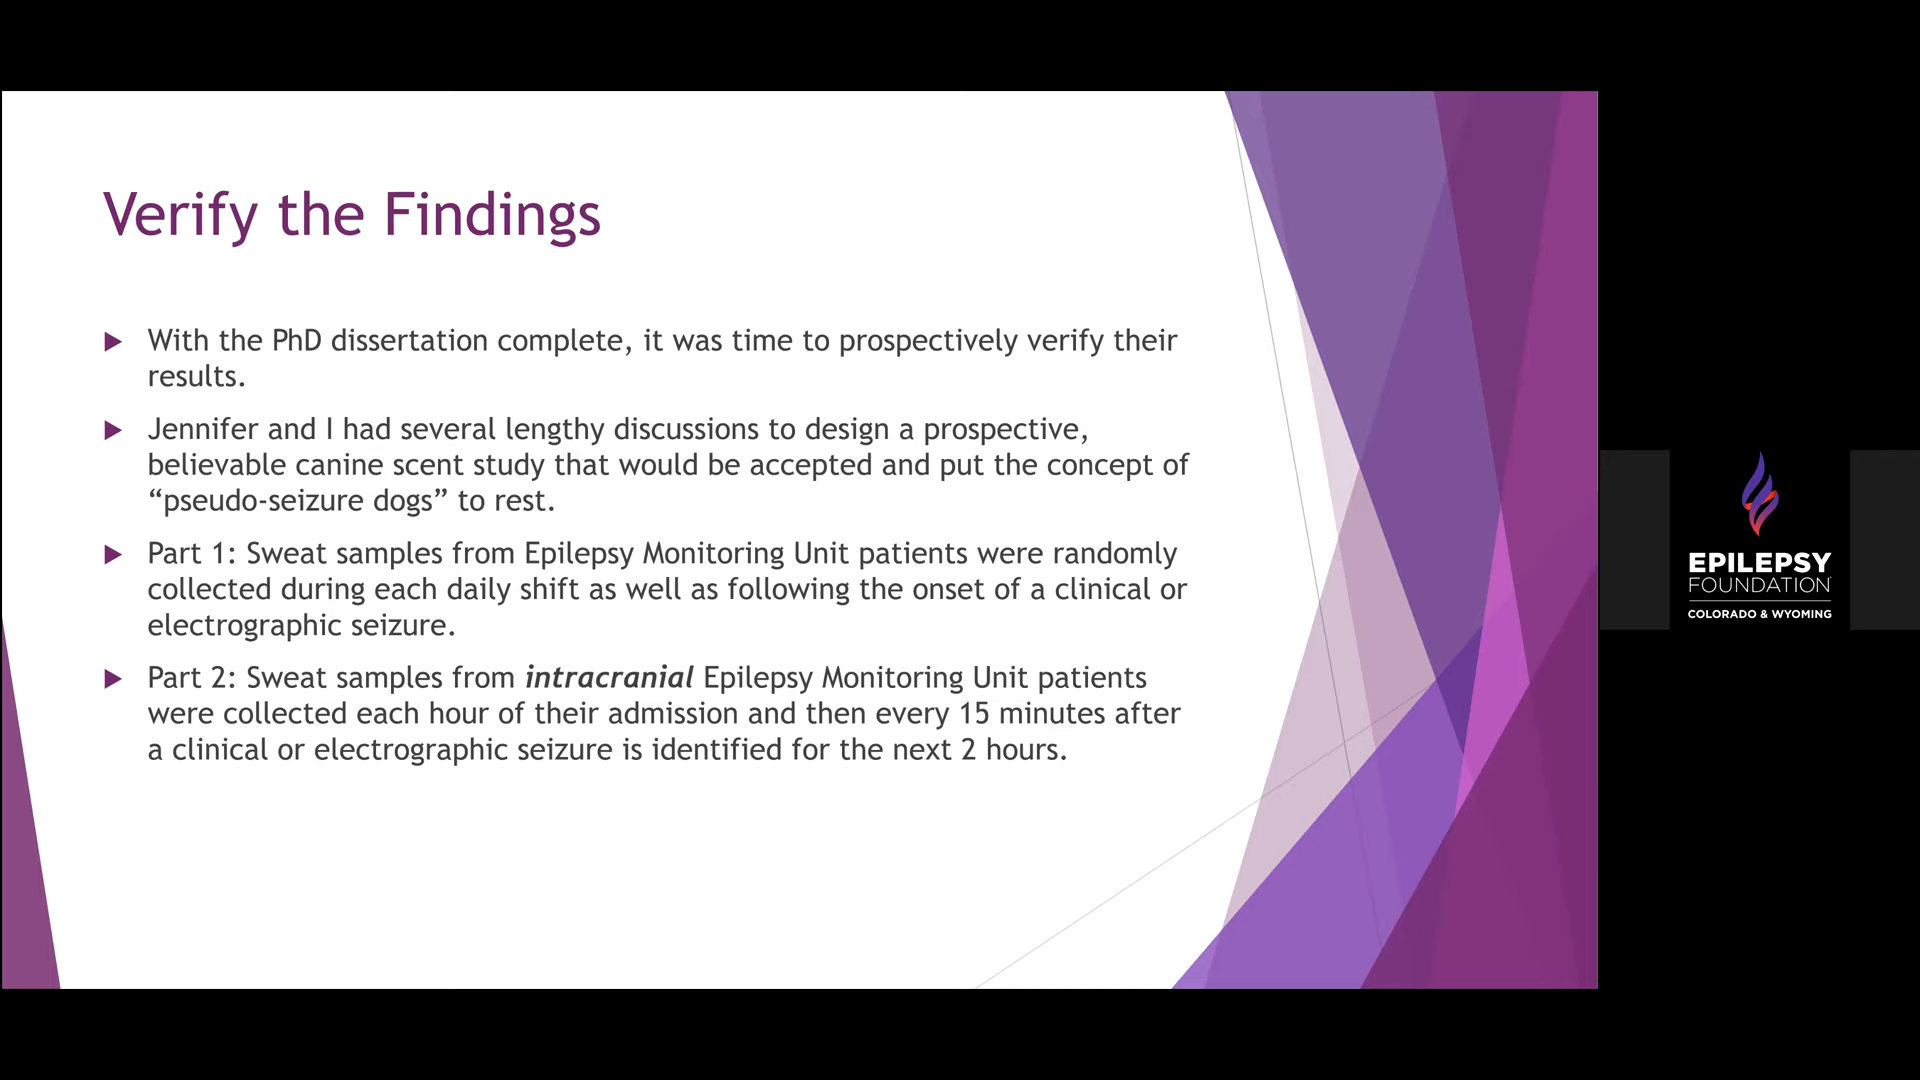 Verify the Findings
With the PhD dissertation complete, it was time to prospectively verify their
results.
Jennifer and I had several lengthy discussions to design a prospective,
believable canine scent study that would be accepted and put the concept of
“pseudo-seizure dogs” to rest.
Part 1: Sweat samples from Epilepsy Monitoring Unit patients were randomly
collected during each daily shift as well as following the onset of a clinical or
electrographic seizure.
Part 2: Sweat samples from intracranial Epilepsy Monitoring Unit patients
were collected each hour of their admission and then every 15 minutes after
a clinical or electrographic seizure is identified for the next 2 hours.
EPILEPSY
FOUNDATION
COLORADO & WYOMING